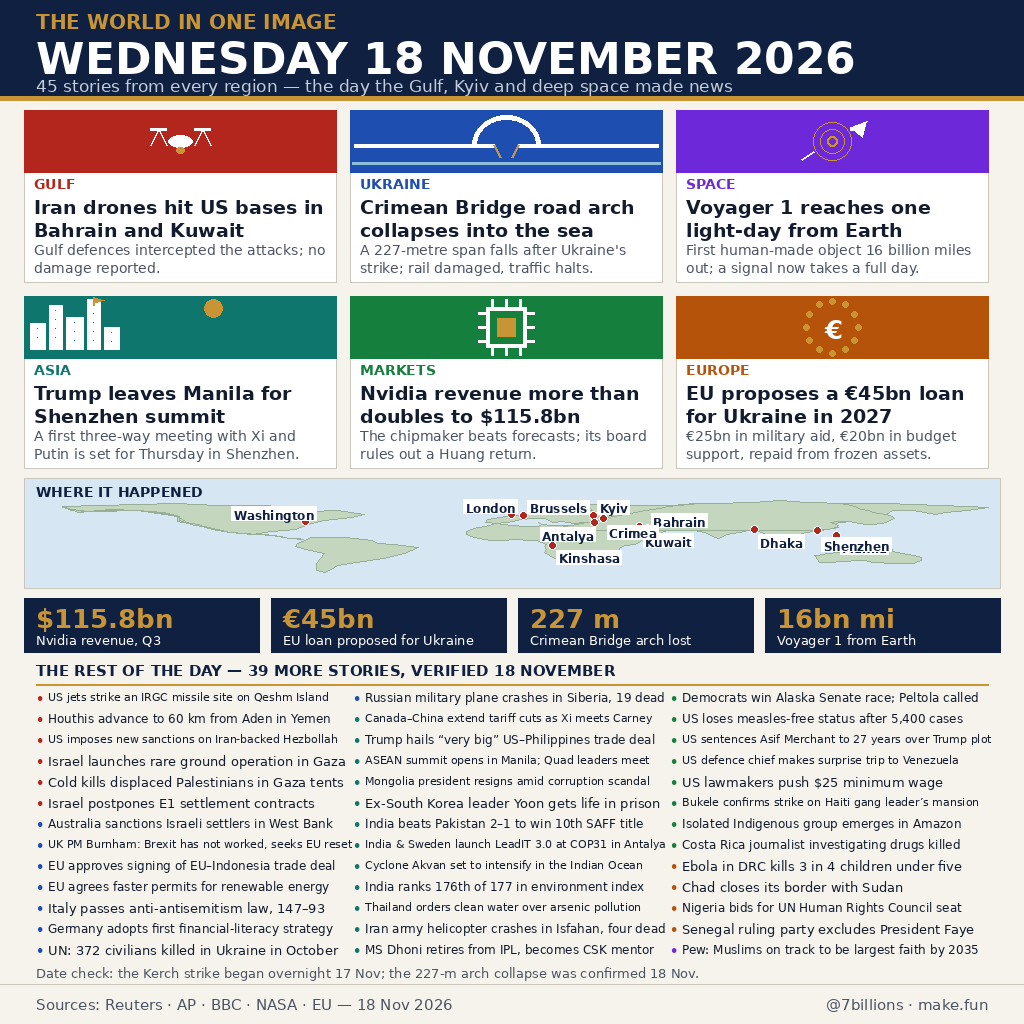 THE WORLD IN ONE IMAGE
WEDNESDAY 18 NOVEMBER 2026
45 stories from every region — the day the Gulf, Kyiv and deep space made news
GULF
Iran drones hit US bases in
Bahrain and Kuwait
Gulf defences intercepted the attacks; no
damage reported.
UKRAINE
Crimean Bridge road arch
collapses into the sea
A 227-metre span falls after Ukraine's
strike; rail damaged, traffic halts.
SPACE
Voyager 1 reaches one
light-day from Earth
First human-made object 16 billion miles
out; a signal now takes a full day.
ASIA
Trump leaves Manila for
Shenzhen summit
A first three-way meeting with Xi and
Putin is set for Thursday in Shenzhen.
MARKETS
Nvidia revenue more than
doubles to $115.8bn
The chipmaker beats forecasts; its board
rules out a Huang return.
€
EUROPE
EU proposes a €45bn loan
for Ukraine in 2027
€25bn in military aid, €20bn in budget
support, repaid from frozen assets.
WHERE IT HAPPENED
Washington
London
Brussels
Kyiv
Bahrain
Antalya
Crimea
Kuwait
Dhaka
Shenzhen
Kinshasa
$115.8bn
Nvidia revenue, Q3
€45bn
EU loan proposed for Ukraine
227 m
Crimean Bridge arch lost
16bn mi
Voyager 1 from Earth
THE REST OF THE DAY — 39 MORE STORIES, VERIFIED 18 NOVEMBER
• US jets strike an IRGC missile site on Qeshm Island
• Houthis advance to 60 km from Aden in Yemen
• US imposes new sanctions on Iran-backed Hezbollah
• Israel launches rare ground operation in Gaza
• Cold kills displaced Palestinians in Gaza tents
• Israel postpones E1 settlement contracts
• Australia sanctions Israeli settlers in West Bank
• UK PM Burnham: Brexit has not worked, seeks EU reset
• EU approves signing of EU–Indonesia trade deal
• EU agrees faster permits for renewable energy
• Italy passes anti-antisemitism law, 147–93
• Germany adopts first financial-literacy strategy
• UN: 372 civilians killed in Ukraine in October
• Russian military plane crashes in Siberia, 19 dead
• Canada–China extend tariff cuts as Xi meets Carney
• Trump hails “very big” US–Philippines trade deal
• ASEAN summit opens in Manila; Quad leaders meet
• Mongolia president resigns amid corruption scandal
• Ex-South Korea leader Yoon gets life in prison
• India beats Pakistan 2–1 to win 10th SAFF title
• India & Sweden launch LeadIT 3.0 at COP31 in Antalya
• Cyclone Akvan set to intensify in the Indian Ocean
• India ranks 176th of 177 in environment index
• Thailand orders clean water over arsenic pollution
• Iran army helicopter crashes in Isfahan, four dead
• MS Dhoni retires from IPL, becomes CSK mentor
• Democrats win Alaska Senate race; Peltola called
• US loses measles-free status after 5,400 cases
• US sentences Asif Merchant to 27 years over Trump plot
• US defence chief makes surprise trip to Venezuela
• US lawmakers push $25 minimum wage
• Bukele confirms strike on Haiti gang leader’s mansion
• Isolated Indigenous group emerges in Amazon
• Costa Rica journalist investigating drugs killed
• Ebola in DRC kills 3 in 4 children under five
• Chad closes its border with Sudan
• Nigeria bids for UN Human Rights Council seat
• Senegal ruling party excludes President Faye
• Pew: Muslims on track to be largest faith by 2035
Date check: the Kerch strike began overnight 17 Nov; the 227-m arch collapse was confirmed 18 Nov.
Sources: Reuters · AP · BBC · NASA · EU — 18 Nov 2026
@7billions · make.fun